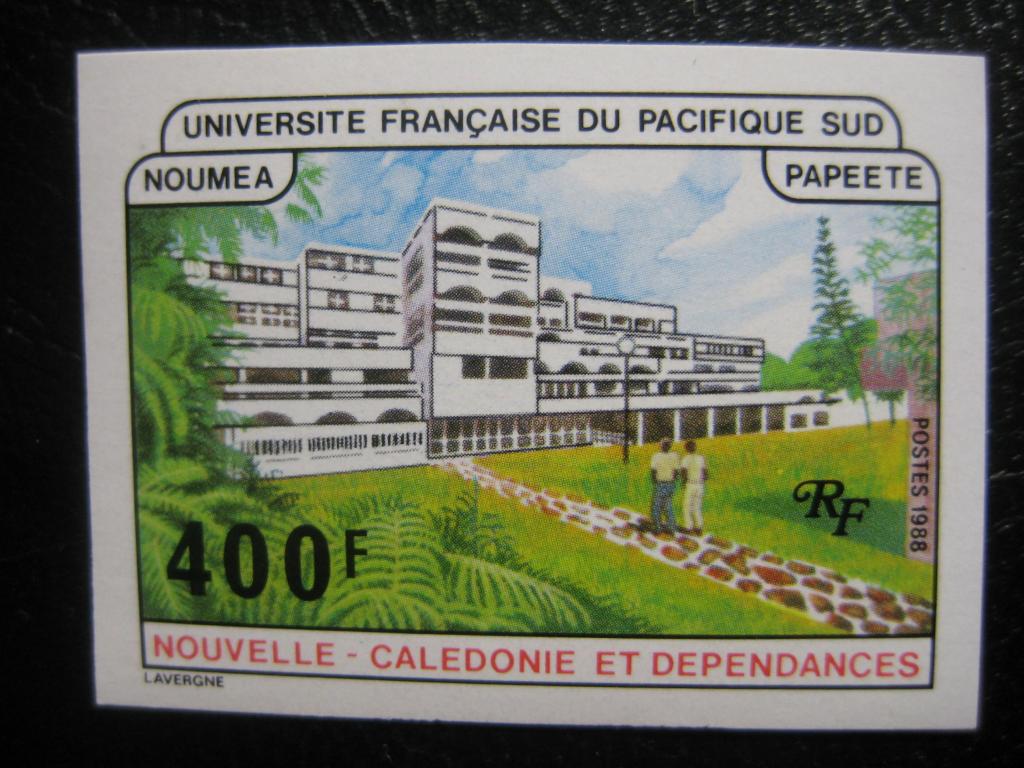 UNIVERSITE FRANÇAISE DU PACIFIQUE SUD
NOUMEA
PAPEETE
POSTES 1988
RF
400F
NOUVELLE - CALEDONIE ET DEPENDANCES
LAVERGNE